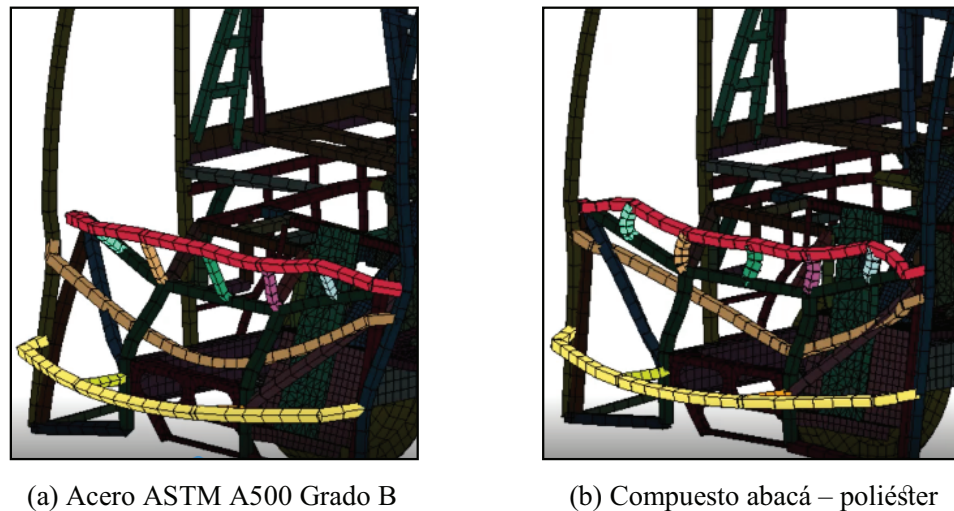 (a) Acero ASTM A500 Grado B
(b) Compuesto abacá – poliéster